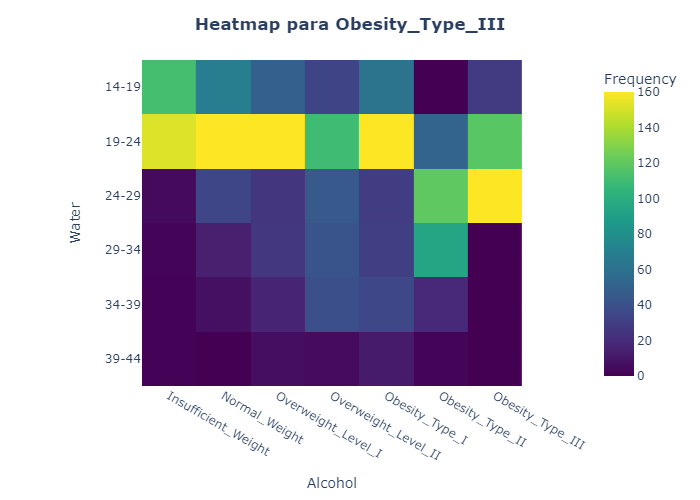 Heatmap para Obesity_Type_III
Frequency
14-19
19-24
24-29
29-34
34-39
39-44
Water
160
140
120
100
80
60
40
20
0
Insufficient_Weight
Normal_Weight
Overweight_Level_I
Overweight_Level_II
Obesity_Type_I
Obesity_Type_II
Obesity_Type_III
Alcohol